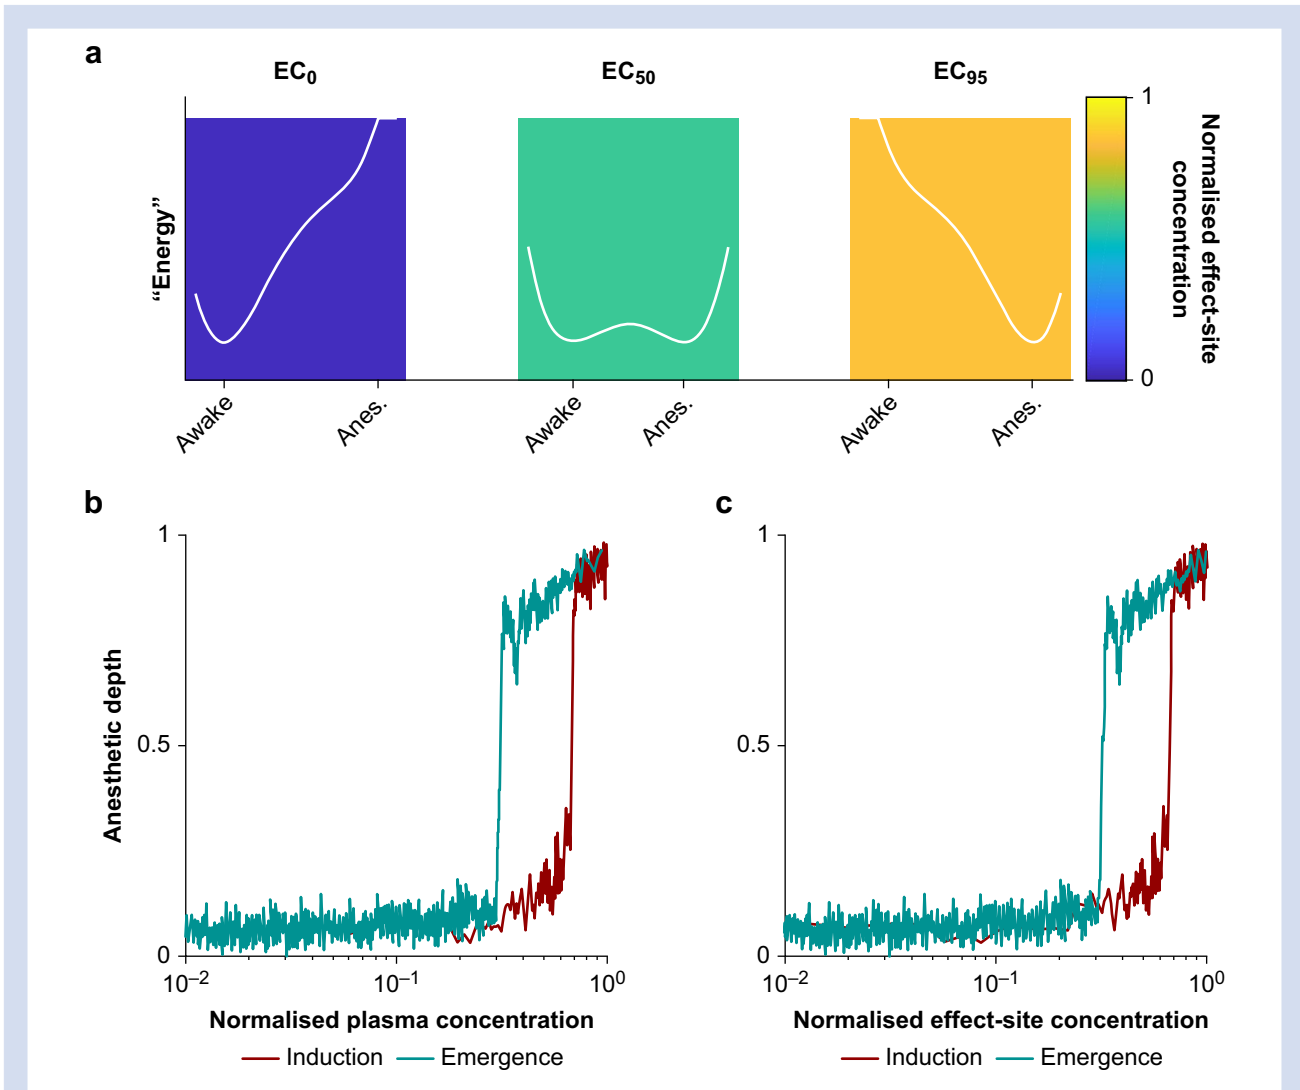 a
EC0 EC50 EC95
“Energy”
Awake Anes. Awake Anes. Awake Anes.
1
0
Normalised effect-site
concentration
b
1
0.5
0
Anesthetic depth
10–2 10–1 100
Normalised plasma concentration
Induction Emergence
c
1
0.5
0
10–2 10–1 100
Normalised effect-site concentration
Induction Emergence